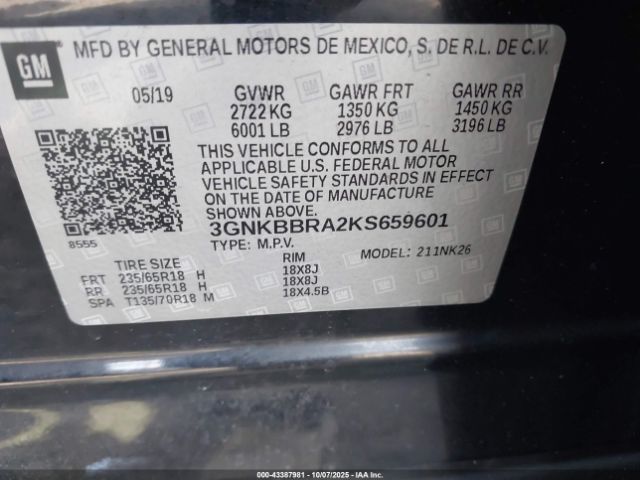 GM
MFD BY GENERAL MOTORS DE MEXICO, S. DE R.L. DE C.V.
05/19 GVWR GAWR FRT GAWR RR
2722 KG 1350 KG 1450 KG
6001 LB 2976 LB 3196 LB
THIS VEHICLE CONFORMS TO ALL
APPLICABLE U.S. FEDERAL MOTOR
VEHICLE SAFETY STANDARDS IN EFFECT
ON THE DATE OF MANUFACTURE
SHOWN ABOVE.
3GNKBBRA2KS659601
8555 TYPE: M.P.V. MODEL: 211NK26
TIRE SIZE RIM
FRT 235/65R18 H 18X8J
RR 235/65R18 H 18X8J
SPA T135/70R18 M 18X4.5B
000-43387981 - 10/07/2025 - IAAI.COM